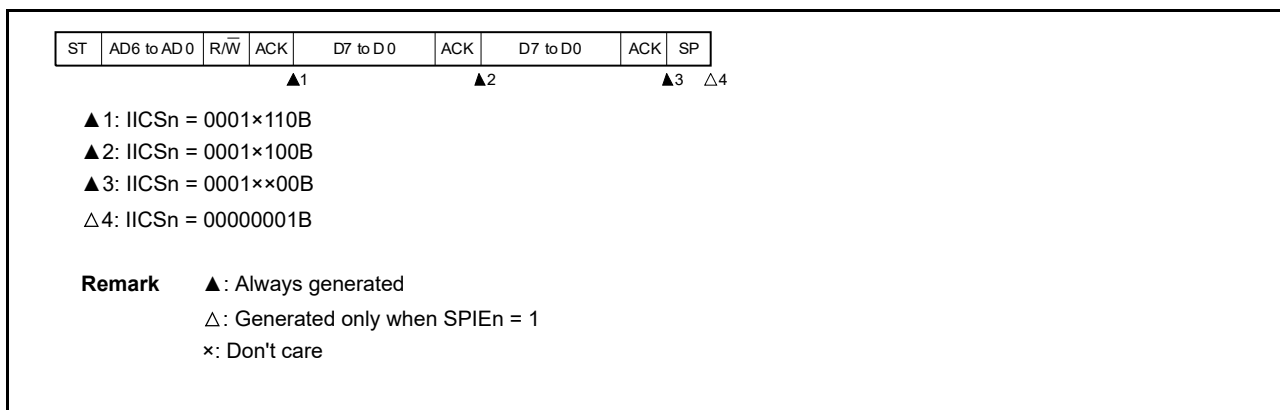 ST AD6 to AD0 R/W̅ ACK D7 to D0 ACK D7 to D0 ACK SP
▲1 ▲2 ▲3 △4
▲1: IICSn = 0001×110B
▲2: IICSn = 0001×100B
▲3: IICSn = 0001××00B
△4: IICSn = 00000001B
Remark ▲: Always generated
△: Generated only when SPIEn = 1
×: Don't care